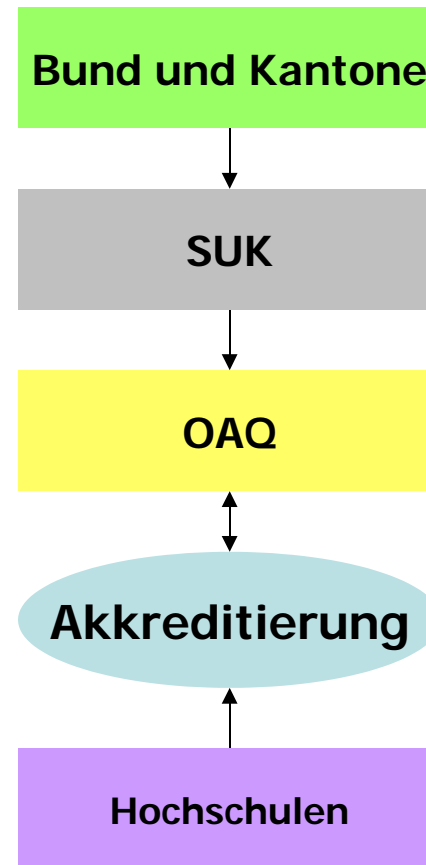 Bund und Kantone
SUK
OAQ
Akkreditierung
Hochschulen